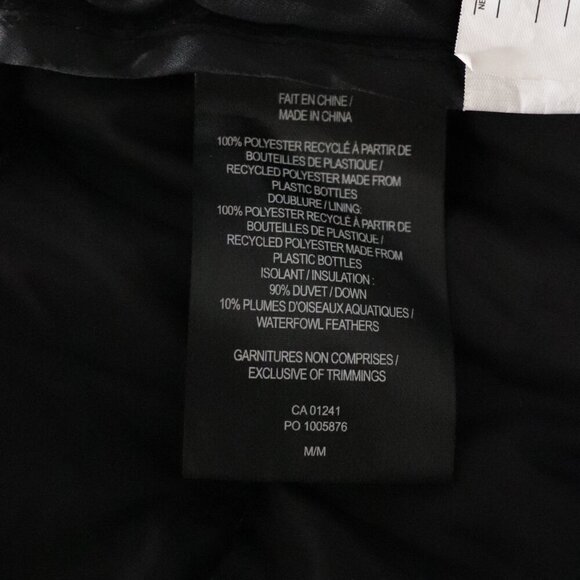 FAIT EN CHINE /
MADE IN CHINA
100% POLYESTER RECYCLÉ À PARTIR DE
BOUTEILLES DE PLASTIQUE /
RECYCLED POLYESTER MADE FROM
PLASTIC BOTTLES
DOUBLURE / LINING:
100% POLYESTER RECYCLÉ À PARTIR DE
BOUTEILLES DE PLASTIQUE /
RECYCLED POLYESTER MADE FROM
PLASTIC BOTTLES
ISOLANT / INSULATION :
90% DUVET / DOWN
10% PLUMES D'OISEAUX AQUATIQUES /
WATERFOWL FEATHERS
GARNITURES NON COMPRISES /
EXCLUSIVE OF TRIMMINGS
CA 01241
PO 1005876
M/M